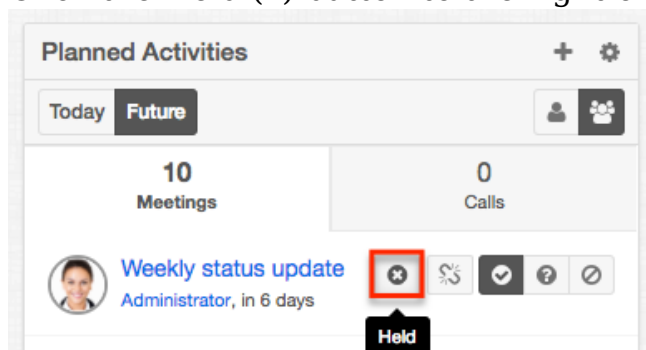 Planned Activities
Today Future
10 0
Meetings Calls
Weekly status update
Administrator, in 6 days
Held